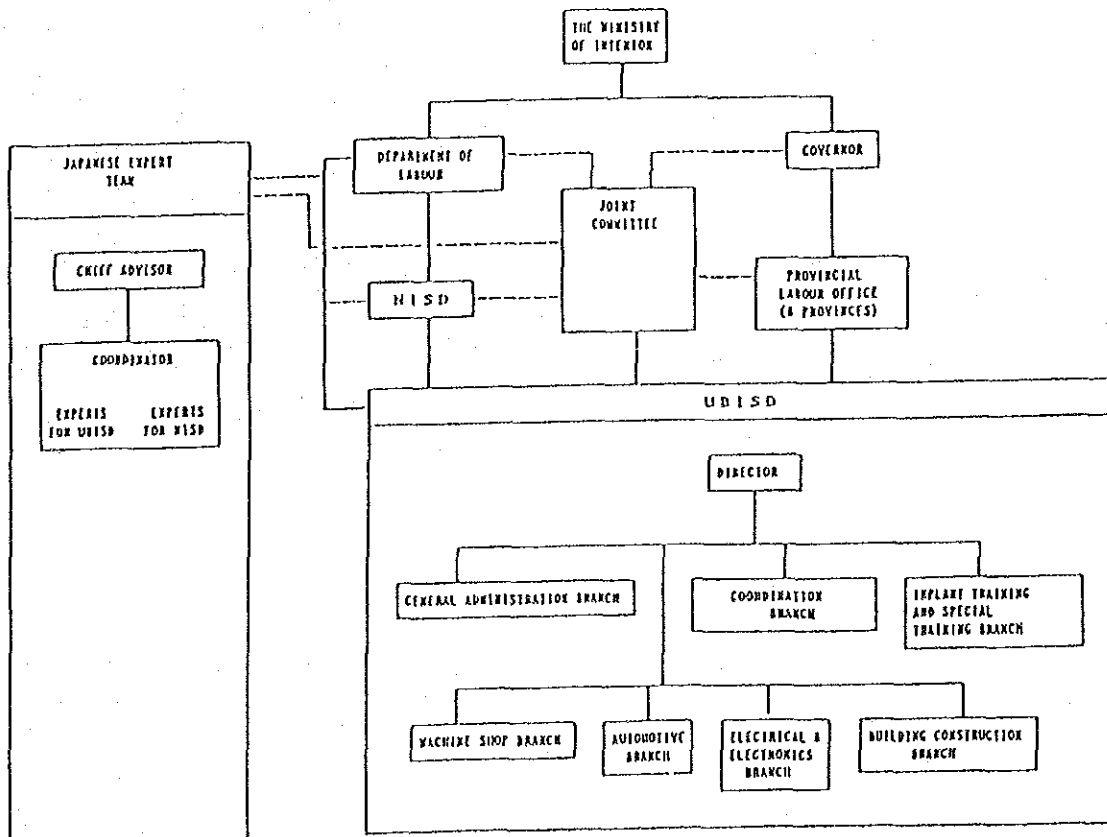 THE MINISTRY
OF INTERIOR
JAPANESE EXPERT
TEAM
DEPARTMENT OF
LABOUR
GOVERNOR
JOINT
COMMITTEE
CHIEF ADVISOR
NISD
PROVINCIAL
LABOUR OFFICE
(8 PROVINCES)
COORDINATOR
EXPERTS
FOR UBISD
EXPERTS
FOR NISD
UBISD
DIRECTOR
GENERAL ADMINISTRATION BRANCH
COORDINATION
BRANCH
INPLANT TRAINING
AND SPECIAL
TRAINING BRANCH
MACHINE SHOP BRANCH
AUTOMOTIVE
BRANCH
ELECTRICAL &
ELECTRONICS
BRANCH
BUILDING CONSTRUCTION
BRANCH